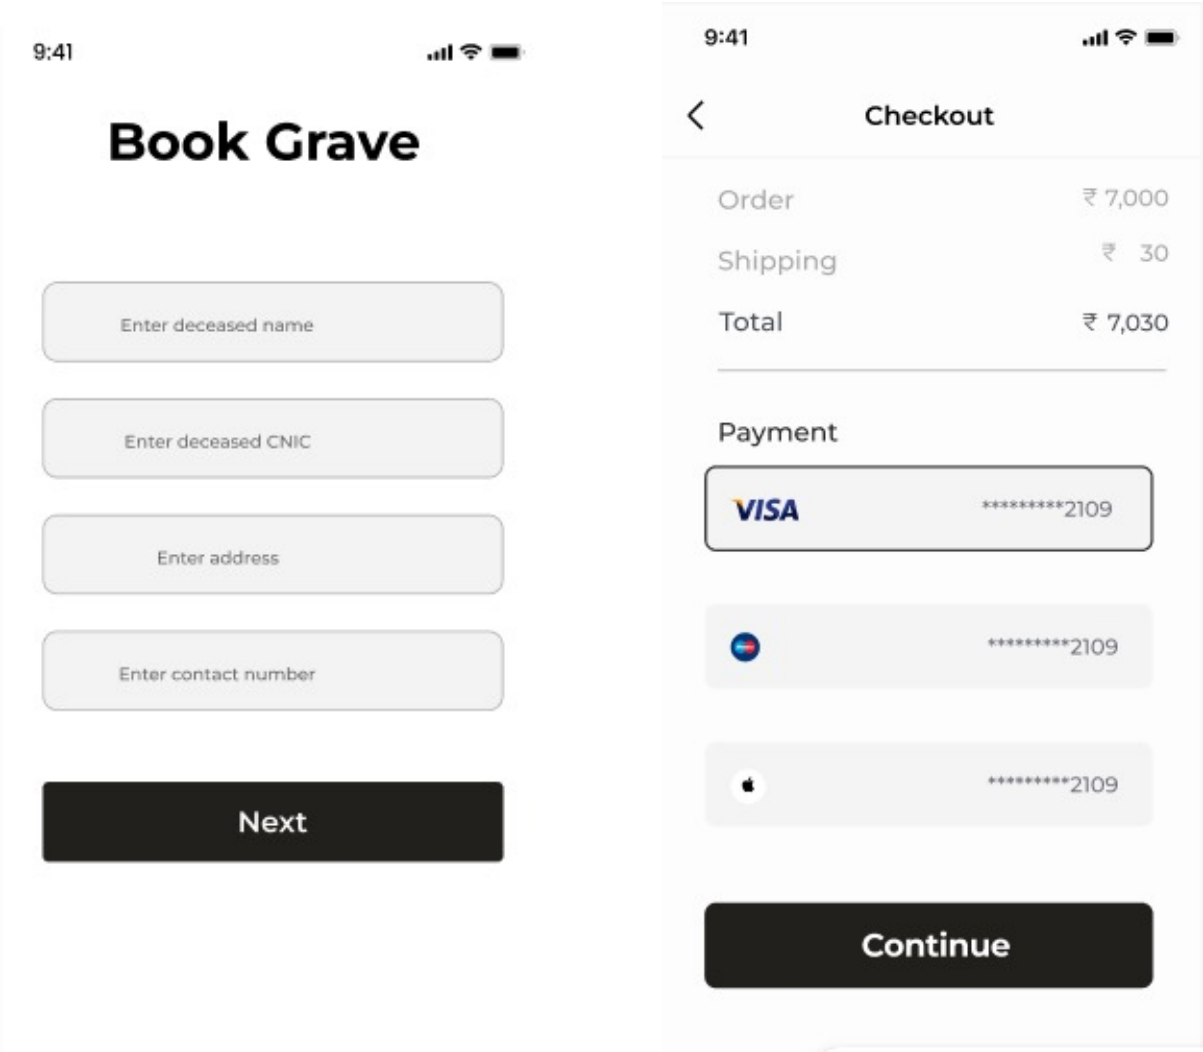 9:41
Book Grave
Enter deceased name
Enter deceased CNIC
Enter address
Enter contact number
Next
9:41
Checkout
Order ₹ 7,000
Shipping ₹ 30
Total ₹ 7,030
Payment
VISA *********2109
*********2109
*********2109
Continue